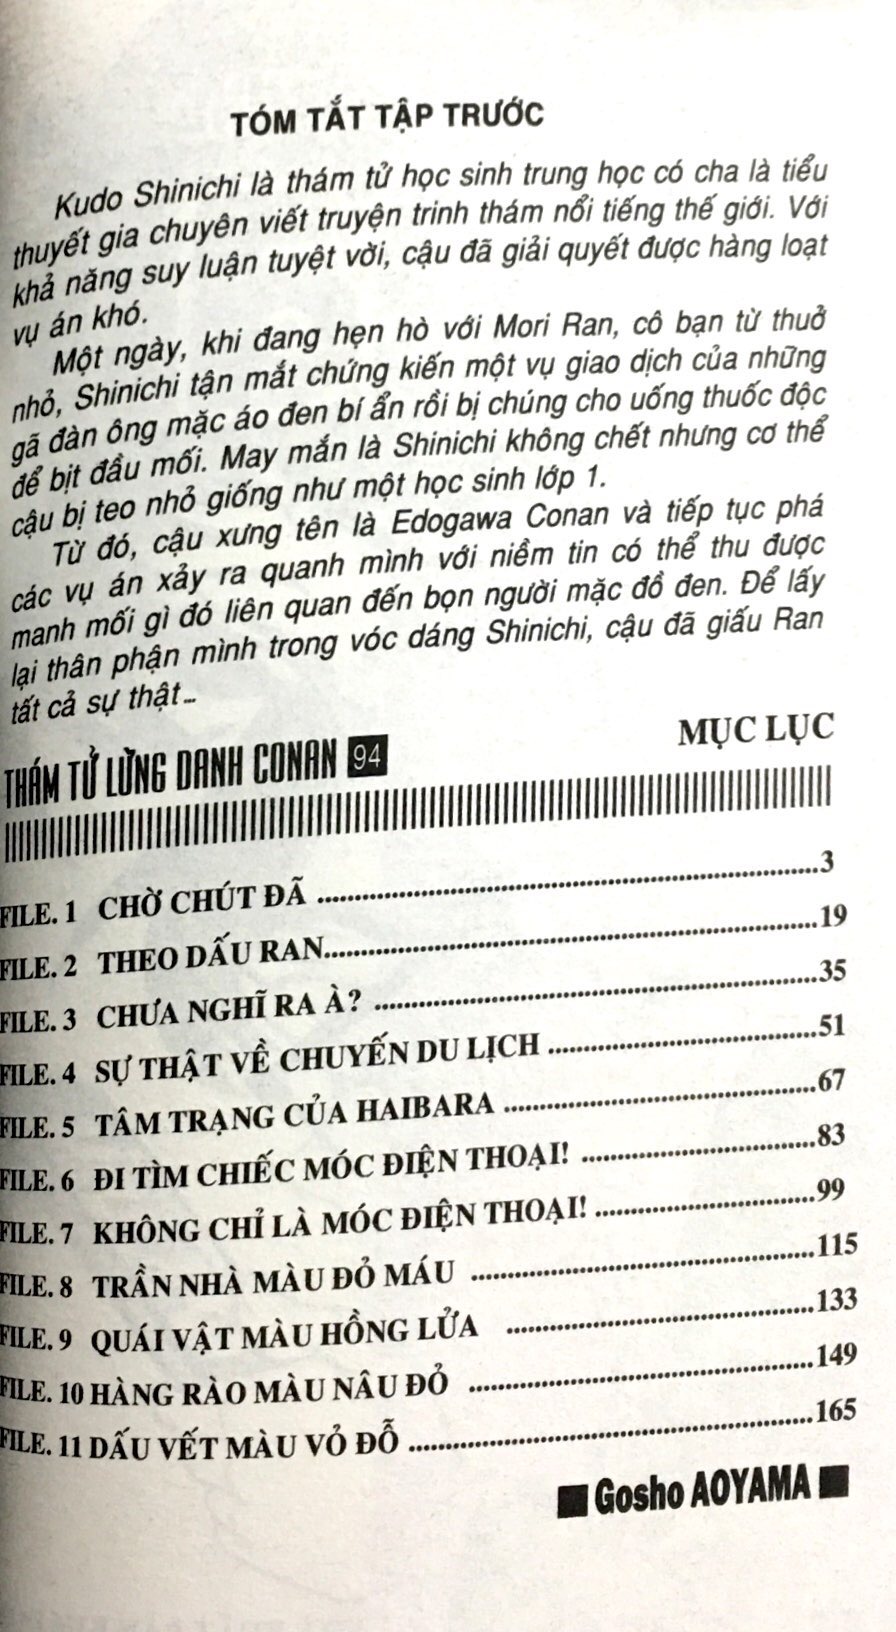 TÓM TẮT TẬP TRƯỚC
Kudo Shinichi là thám tử học sinh trung học có cha là tiểu
thuyết gia chuyên viết truyện trinh thám nổi tiếng thế giới. Với
khả năng suy luận tuyệt vời, cậu đã giải quyết được hàng loạt
vụ án khó.
Một ngày, khi đang hẹn hò với Mori Ran, cô bạn từ thuở
nhỏ, Shinichi tận mắt chứng kiến một vụ giao dịch của những
gã đàn ông mặc áo đen bí ẩn rồi bị chúng cho uống thuốc độc
để bịt đầu mối. May mắn là Shinichi không chết nhưng cơ thể
cậu bị teo nhỏ giống như một học sinh lớp 1.
Từ đó, cậu xưng tên là Edogawa Conan và tiếp tục phá
các vụ án xảy ra quanh mình với niềm tin có thể thu được
manh mối gì đó liên quan đến bọn người mặc đồ đen. Để lấy
lại thân phận mình trong vóc dáng Shinichi, cậu đã giấu Ran
tất cả sự thật...
THÁM TỬ LỪNG DANH CONAN 94 MỤC LỤC
FILE. 1 CHỜ CHÚT ĐÃ ..........3
FILE. 2 THEO DẤU RAN..........19
FILE. 3 CHƯA NGHĨ RA À? ..........35
FILE. 4 SỰ THẬT VỀ CHUYẾN DU LỊCH ..........51
FILE. 5 TÂM TRẠNG CỦA HAIBARA ..........67
FILE. 6 ĐI TÌM CHIẾC MÓC ĐIỆN THOẠI! ..........83
FILE. 7 KHÔNG CHỈ LÀ MÓC ĐIỆN THOẠI! ..........99
FILE. 8 TRẦN NHÀ MÀU ĐỎ MÁU ..........115
FILE. 9 QUÁI VẬT MÀU HỒNG LỬA ..........133
FILE. 10 HÀNG RÀO MÀU NÂU ĐỎ ..........149
FILE. 11 DẤU VẾT MÀU VỎ ĐỖ ..........165
■ Gosho AOYAMA ■